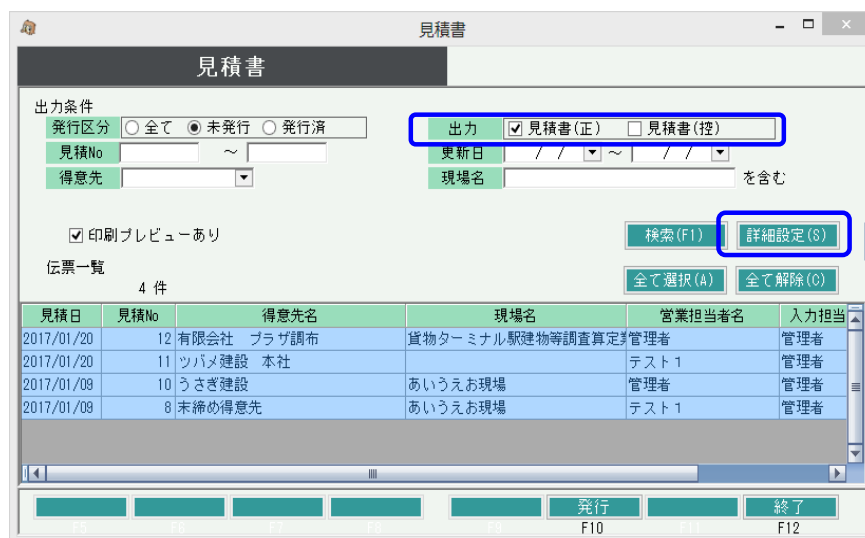 見積書
見積書
出力条件
発行区分 全て 未発行 発行済 出力 見積書(正) 見積書(控)
見積No ～ 更新日 / / ～ / /
得意先 現場名 を含む
印刷プレビューあり 検索(F1) 詳細設定(S)
伝票一覧
4 件 全て選択(A) 全て解除(C)
見積日 見積No 得意先名 現場名 営業担当者名 入力担当
2017/01/20 12 有限会社 プラザ調布 貨物ターミナル駅建物等調査算定 管理者 管理者
2017/01/20 11 ツバメ建設 本社 テスト1 管理者
2017/01/09 10 うさぎ建設 あいうえお現場 管理者 管理者
2017/01/09 8 末締め得意先 あいうえお現場 テスト1 管理者
発行 終了
F5 F6 F7 F8 F9 F10 F11 F12